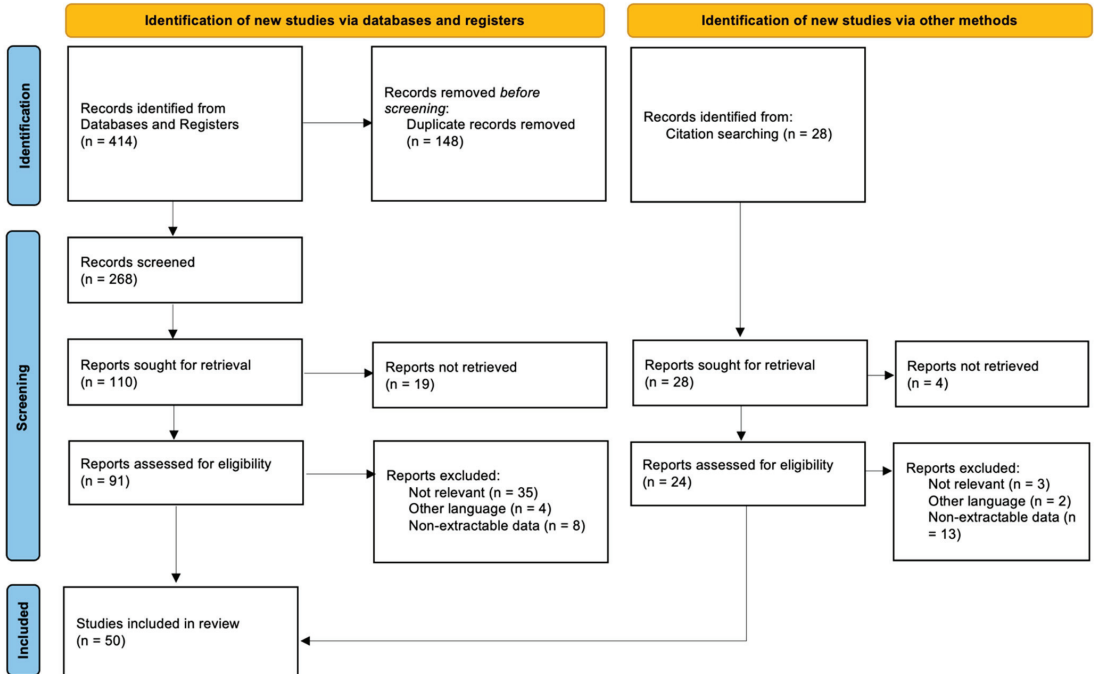 Identification of new studies via databases and registers
Identification of new studies via other methods
Identification
Records identified from
Databases and Registers
(n = 414)
Records removed before
screening:
Duplicate records removed
(n = 148)
Records identified from:
Citation searching (n = 28)
Screening
Records screened
(n = 268)
Reports sought for retrieval
(n = 110)
Reports not retrieved
(n = 19)
Reports sought for retrieval
(n = 28)
Reports not retrieved
(n = 4)
Reports assessed for eligibility
(n = 91)
Reports excluded:
Not relevant (n = 35)
Other language (n = 4)
Non-extractable data (n = 8)
Reports assessed for eligibility
(n = 24)
Reports excluded:
Not relevant (n = 3)
Other language (n = 2)
Non-extractable data (n
= 13)
Included
Studies included in review
(n = 50)